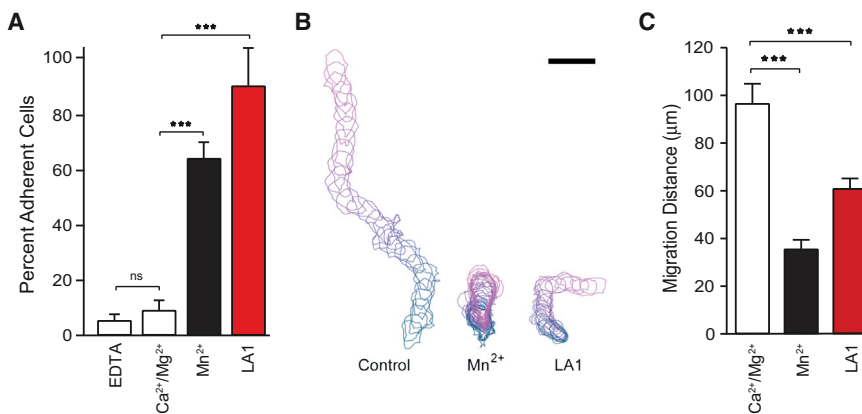 A
Percent Adherent Cells
100
80
60
40
20
0
ns
***
***
EDTA
Ca²⁺/Mg²⁺
Mn²⁺
LA1
B
Control
Mn²⁺
LA1
C
Migration Distance (μm)
120
100
80
60
40
20
0
***
***
Ca²⁺/Mg²⁺
Mn²⁺
LA1